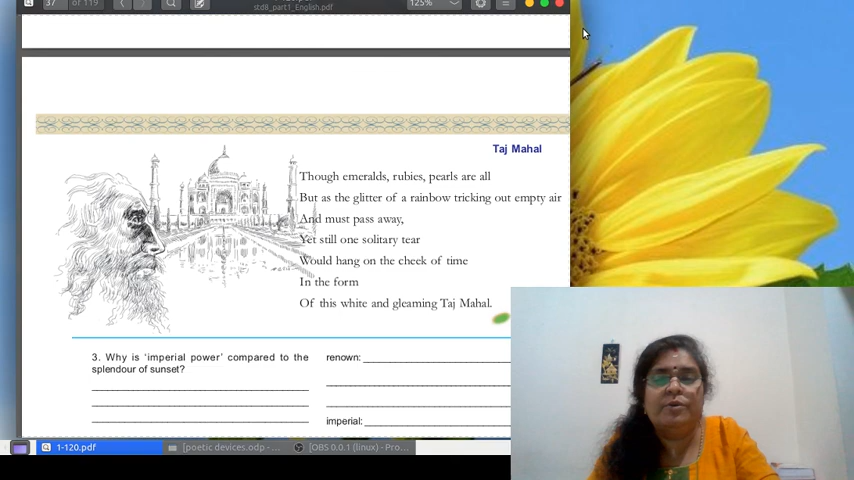 37 of 119
std8_part1_English.pdf
125%
Taj Mahal
Though emeralds, rubies, pearls are all
But as the glitter of a rainbow tricking out empty air
And must pass away,
Yet still one solitary tear
Would hang on the cheek of time
In the form
Of this white and gleaming Taj Mahal.
3. Why is ‘imperial power’ compared to the
splendour of sunset?
renown:
imperial:
1-120.pdf
[poetic devices.odp - ...
[OBS 0.0.1 (linux) - Pro...